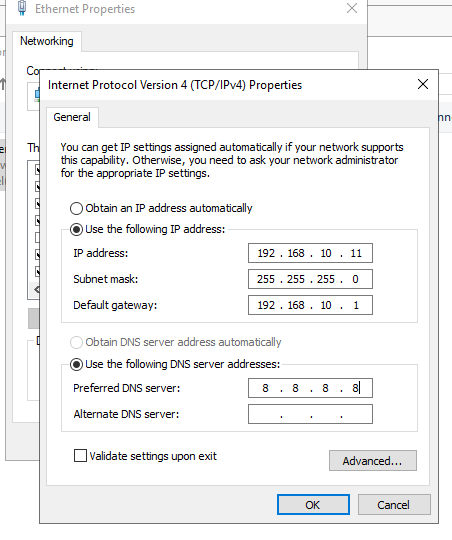 Ethernet Properties
Networking
Connect using:
Internet Protocol Version 4 (TCP/IPv4) Properties
General
You can get IP settings assigned automatically if your network supports
this capability. Otherwise, you need to ask your network administrator
for the appropriate IP settings.
Obtain an IP address automatically
Use the following IP address:
IP address: 192 . 168 . 10 . 11
Subnet mask: 255 . 255 . 255 . 0
Default gateway: 192 . 168 . 10 . 1
Obtain DNS server address automatically
Use the following DNS server addresses:
Preferred DNS server: 8 . 8 . 8 . 8
Alternate DNS server: . . .
Validate settings upon exit
Advanced...
OK Cancel